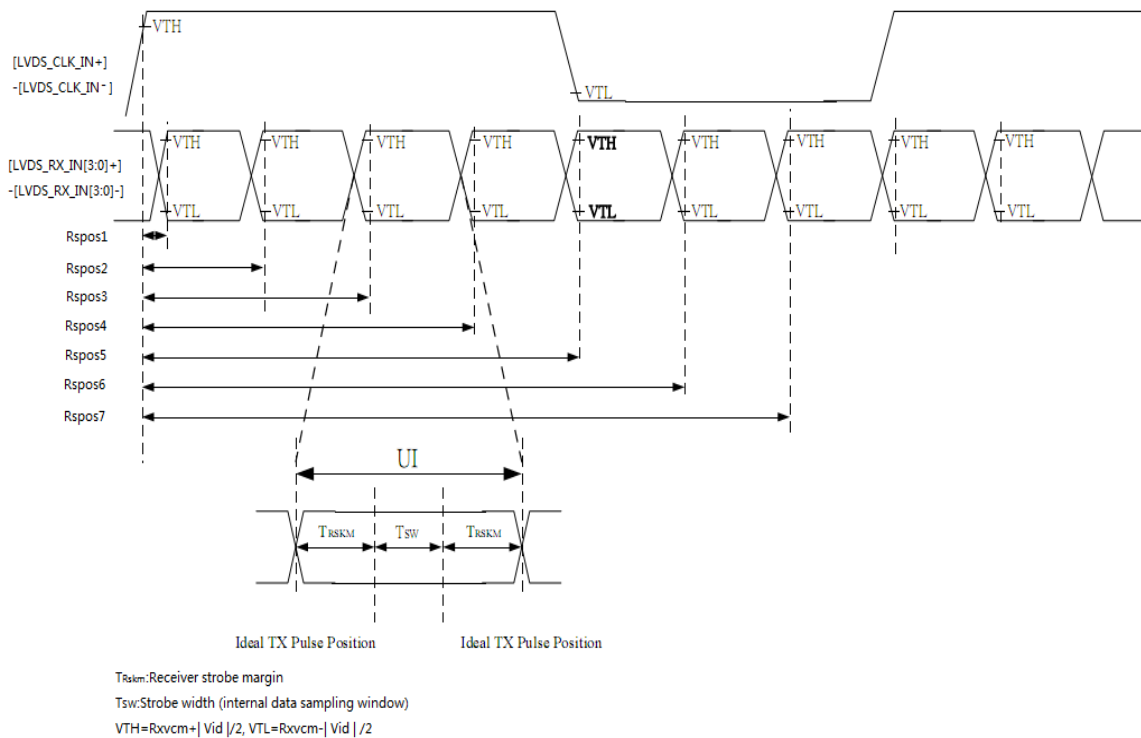 VTH
[LVDS_CLK_IN+]
-[LVDS_CLK_IN-]
VTL
VTH VTH VTH VTH VTH VTH VTH VTH VTH
[LVDS_RX_IN[3:0]+]
-[LVDS_RX_IN[3:0]-]
VTL VTL VTL VTL VTL VTL VTL VTL VTL
Rspos1
Rspos2
Rspos3
Rspos4
Rspos5
Rspos6
Rspos7
UI
TRSKM TSW TRSKM
Ideal TX Pulse Position Ideal TX Pulse Position
TRskm:Receiver strobe margin
Tsw:Strobe width (internal data sampling window)
VTH=Rxvcm+| Vid |/2, VTL=Rxvcm-| Vid | /2